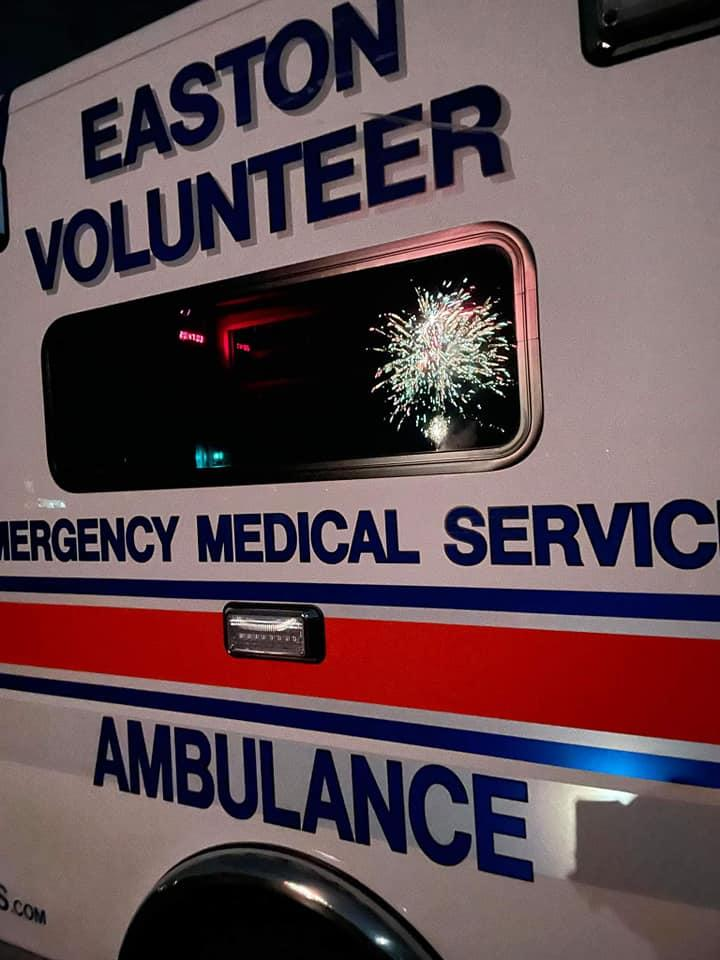 EASTON
VOLUNTEER
MERGENCY MEDICAL SERVIC
AMBULANCE
S.COM